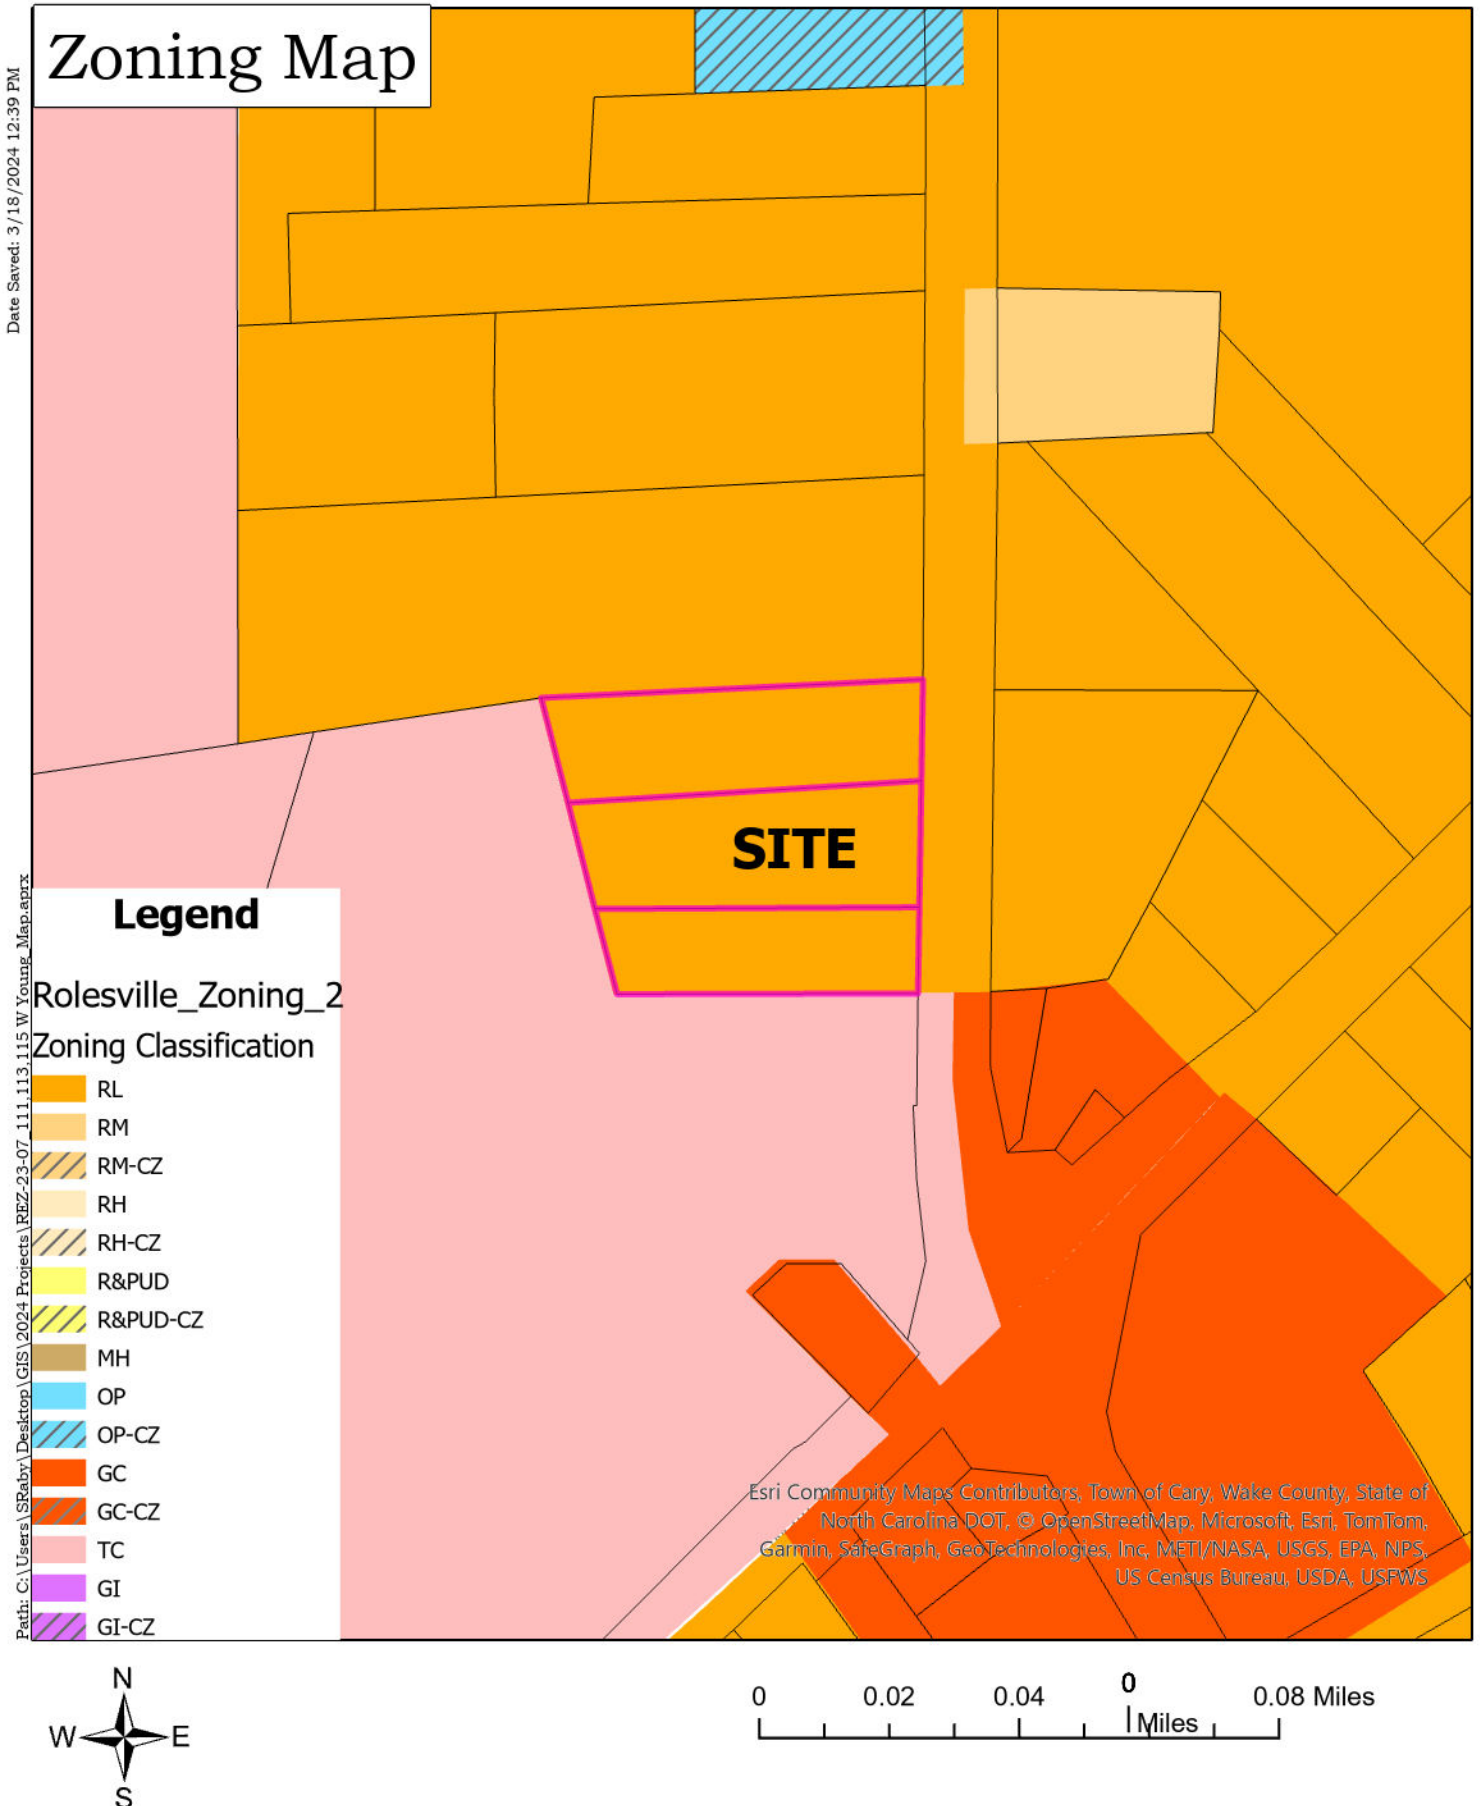 Zoning Map
Date Saved: 3/18/2024 12:39 PM
SITE
Path: C:\Users\SRaby\Desktop\GIS\2024 Projects\REZ-23-07_111,113,115 W Young_Map.aprx
Legend
Rolesville_Zoning_2
Zoning Classification
RL
RM
RM-CZ
RH
RH-CZ
R&PUD
R&PUD-CZ
MH
OP
OP-CZ
GC
GC-CZ
TC
GI
GI-CZ
Esri Community Maps Contributors, Town of Cary, Wake County, State of
North Carolina DOT, © OpenStreetMap, Microsoft, Esri, TomTom,
Garmin, SafeGraph, GeoTechnologies, Inc, METI/NASA, USGS, EPA, NPS,
US Census Bureau, USDA, USFWS
N
W E
S
0 0.02 0.04 0 0.08 Miles
Miles